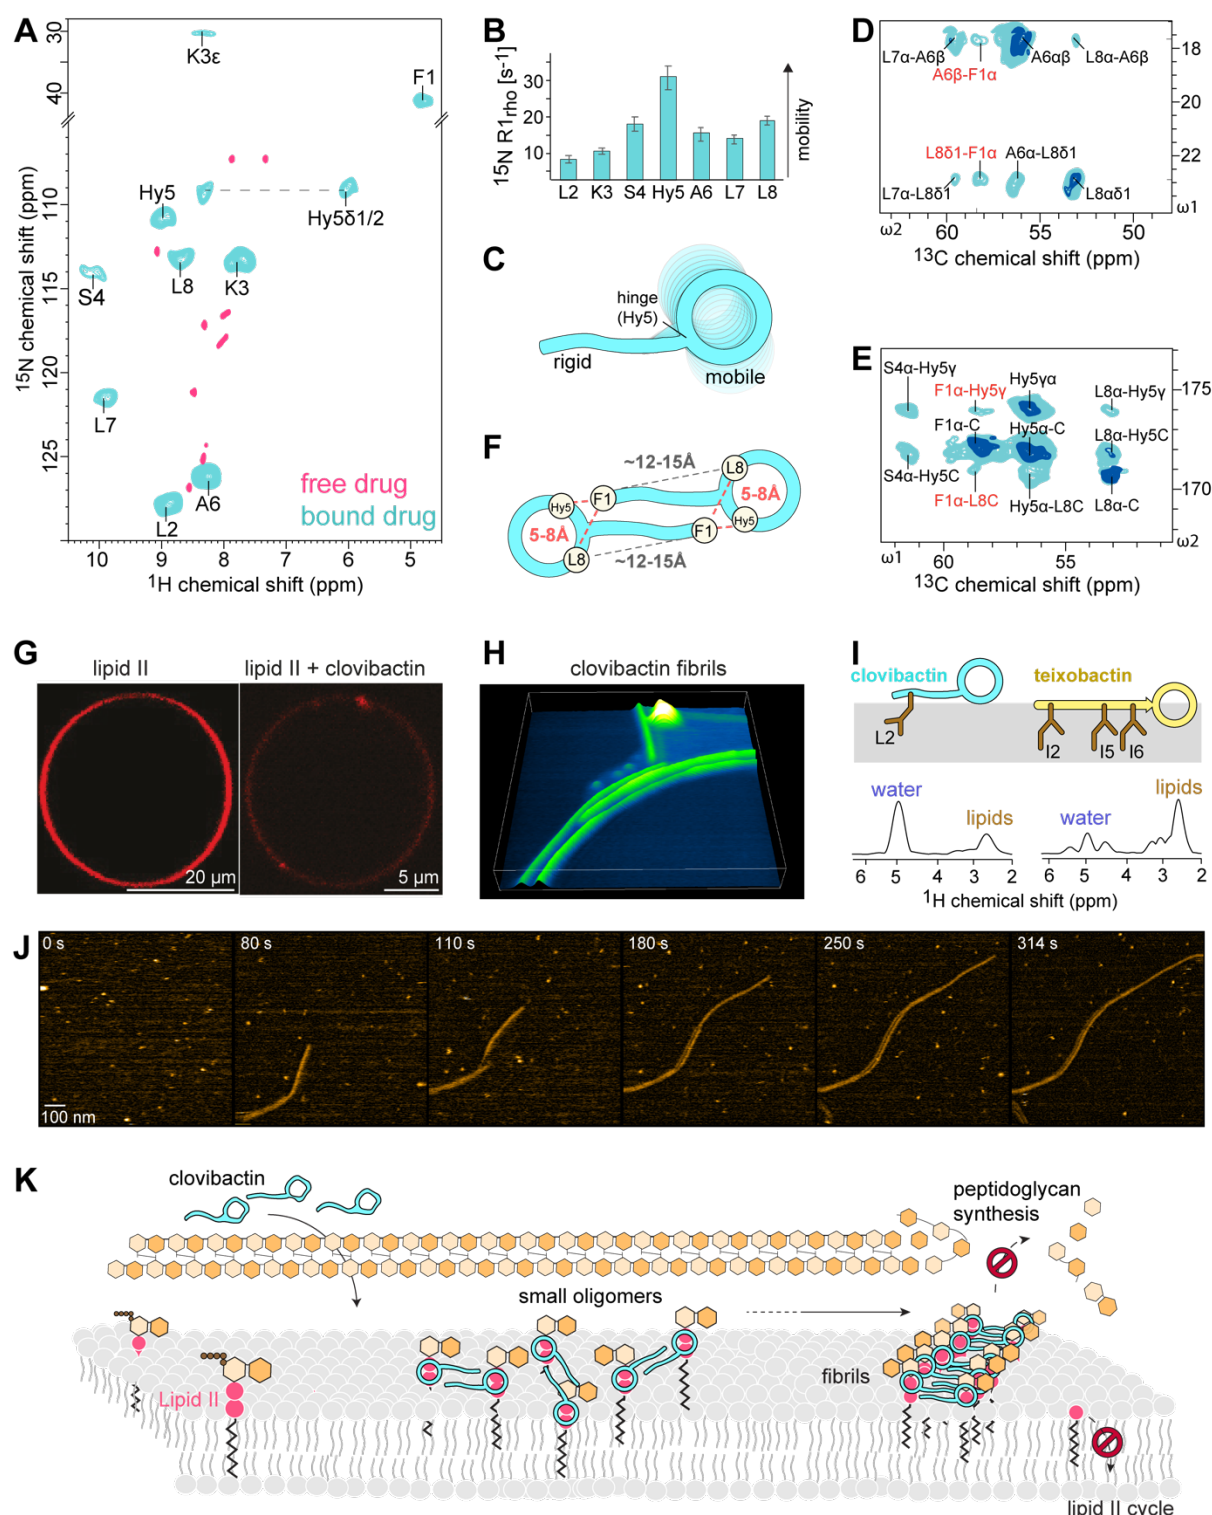 A
30
40
110
115
120
125
15N chemical shift (ppm)
K3ε
F1
Hy5
Hy5δ1/2
S4
L8
K3
L7
A6
L2
free drug
bound drug
10
9
8
7
6
5
1H chemical shift (ppm)
B
15N R1rho [s-1]
30
20
10
mobility
L2
K3
S4
Hy5
A6
L7
L8
C
hinge
(Hy5)
rigid
mobile
D
L7α-A6β
A6αβ
L8α-A6β
A6β-F1α
L8δ1-F1α
A6α-L8δ1
L7α-L8δ1
L8αδ1
18
20
22
ω1
ω2
60
55
50
13C chemical shift (ppm)
E
S4α-Hy5γ
F1α-Hy5γ
Hy5γα
L8α-Hy5γ
F1α-C
Hy5α-C
L8α-Hy5C
S4α-Hy5C
F1α-L8C
Hy5α-L8C
L8α-C
175
170
ω2
ω1
60
55
13C chemical shift (ppm)
F
~12-15Å
L8
Hy5
F1
5-8Å
5-8Å
F1
Hy5
L8
~12-15Å
G
lipid II
lipid II + clovibactin
20 µm
5 µm
H
clovibactin fibrils
I
clovibactin
teixobactin
L2
I2
I5
I6
water
lipids
water
lipids
6
5
4
3
2
6
5
4
3
2
1H chemical shift (ppm)
J
0 s
80 s
110 s
180 s
250 s
314 s
100 nm
K
clovibactin
peptidoglycan
synthesis
small oligomers
fibrils
Lipid II
lipid II cycle